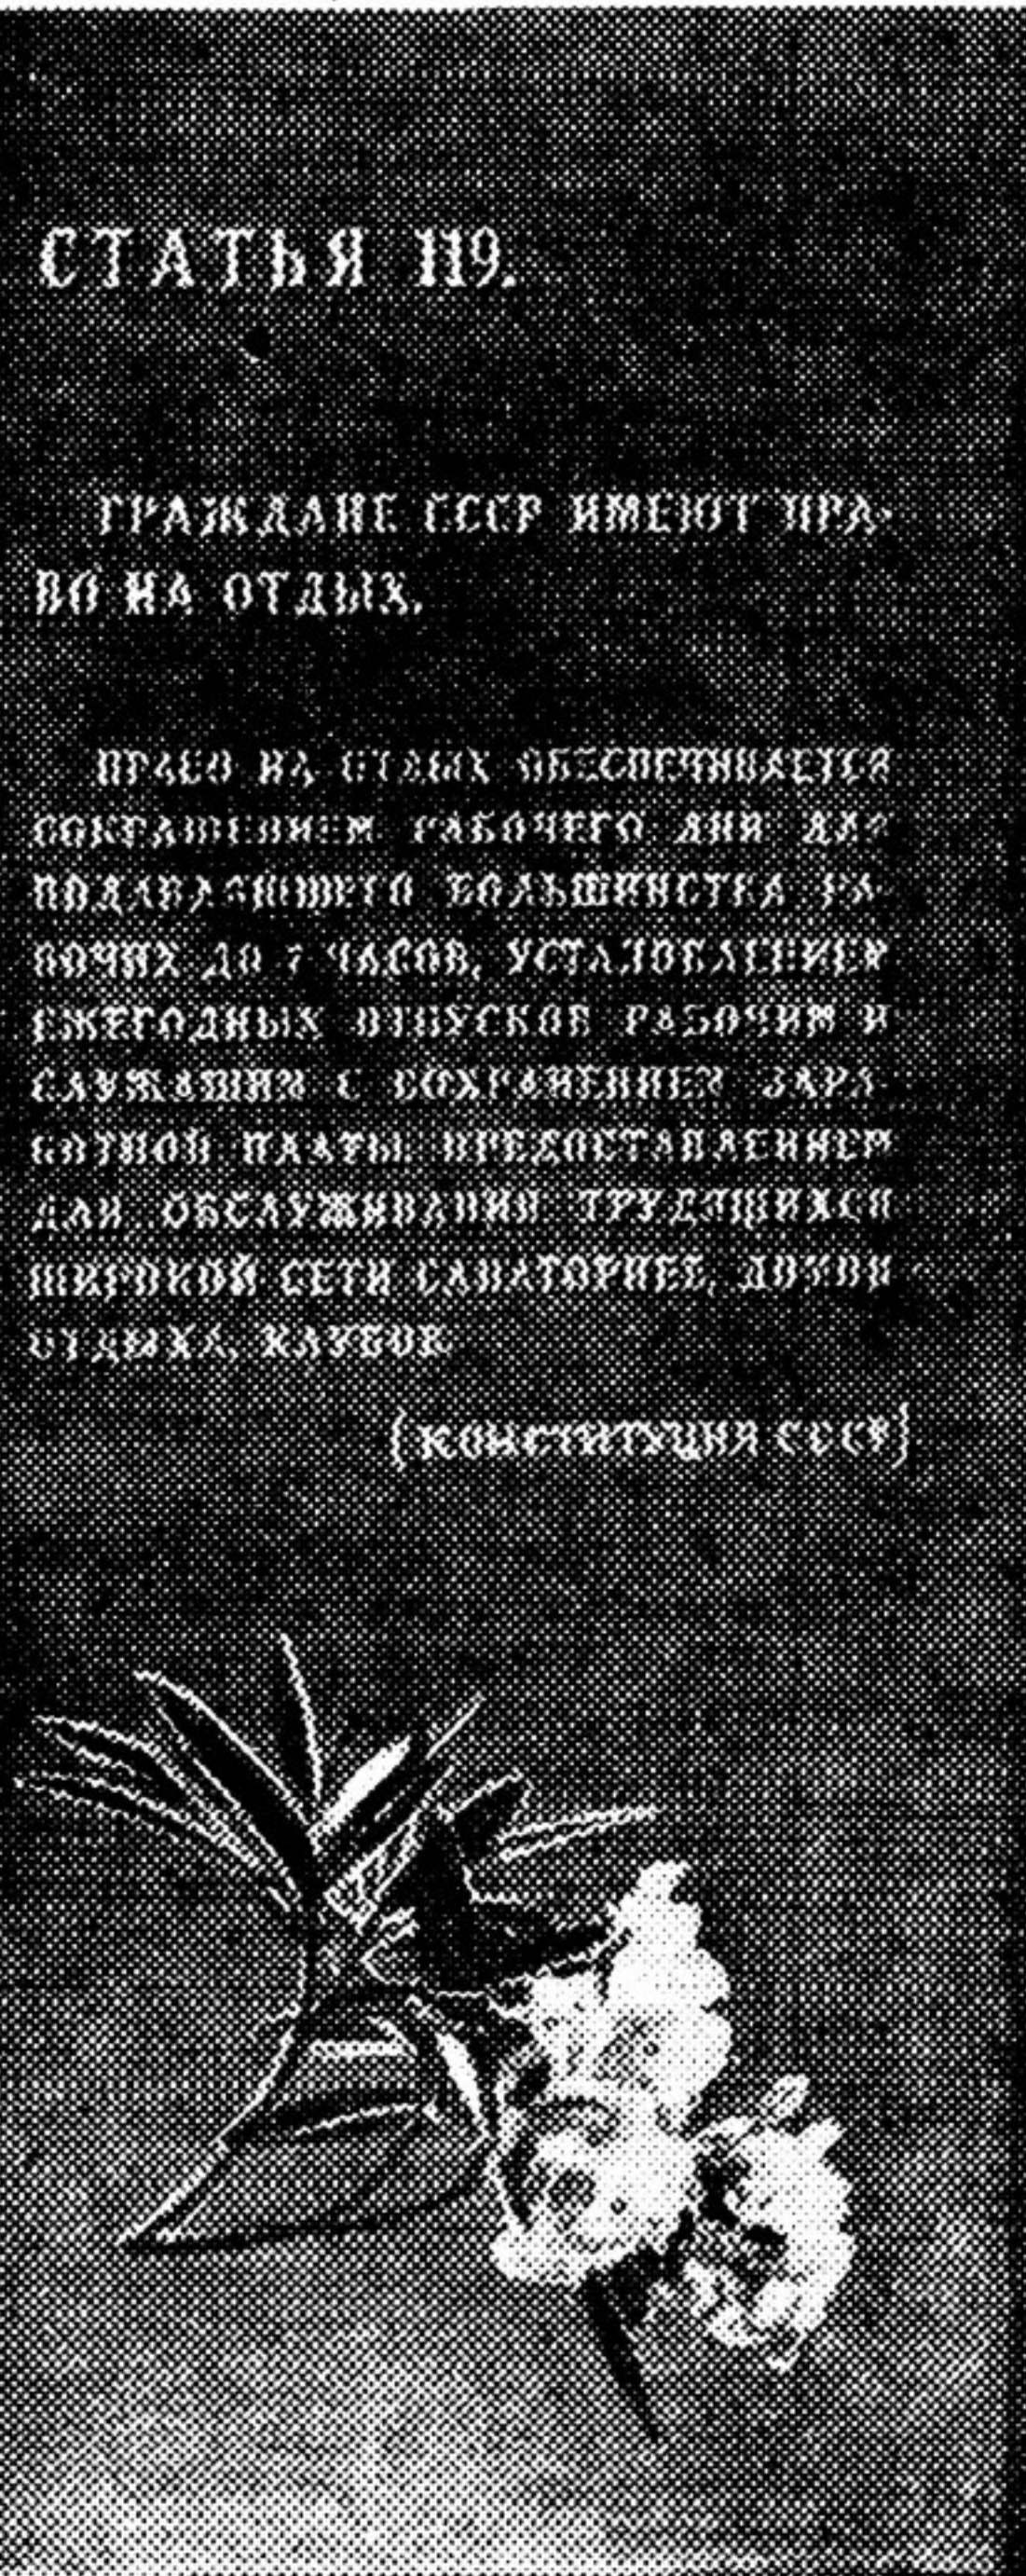 СТАТЬЯ 119.
ГРАЖДАНЕ СССР ИМЕЮТ ПРА-
ВО НА ОТДЫХ.
ПРАВО НА ОТДЫХ ОБЕСПЕЧИВАЕТСЯ
СОКРАЩЕНИЕМ РАБОЧЕГО ДНЯ ДЛЯ
ПОДАВЛЯЮЩЕГО БОЛЬШИНСТВА РА-
БОЧИХ ДО 7 ЧАСОВ, УСТАНОВЛЕНИЕМ
ЕЖЕГОДНЫХ ОТПУСКОВ РАБОЧИМ И
СЛУЖАЩИМ С СОХРАНЕНИЕМ ЗАРА-
БОТНОЙ ПЛАТЫ, ПРЕДОСТАВЛЕНИЕМ
ДЛЯ ОБСЛУЖИВАНИЯ ТРУДЯЩИХСЯ
ШИРОКОЙ СЕТИ САНАТОРИЕВ, ДОМОВ
ОТДЫХА, КЛУБОВ.
(КОНСТИТУЦИЯ СССР)